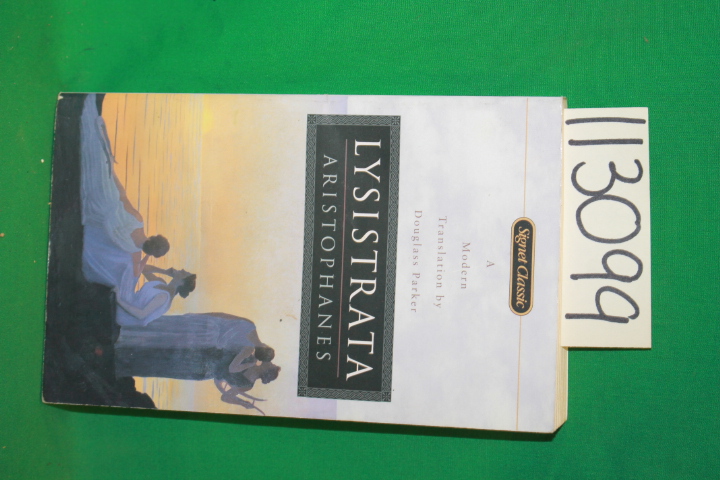 Signet Classic
A
Modern
Translation by
Douglass Parker
LYSISTRATA
ARISTOPHANES
113099